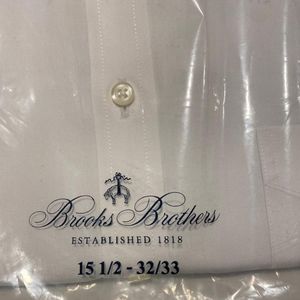 Brooks Brothers
ESTABLISHED 1818
15 1/2 - 32/33